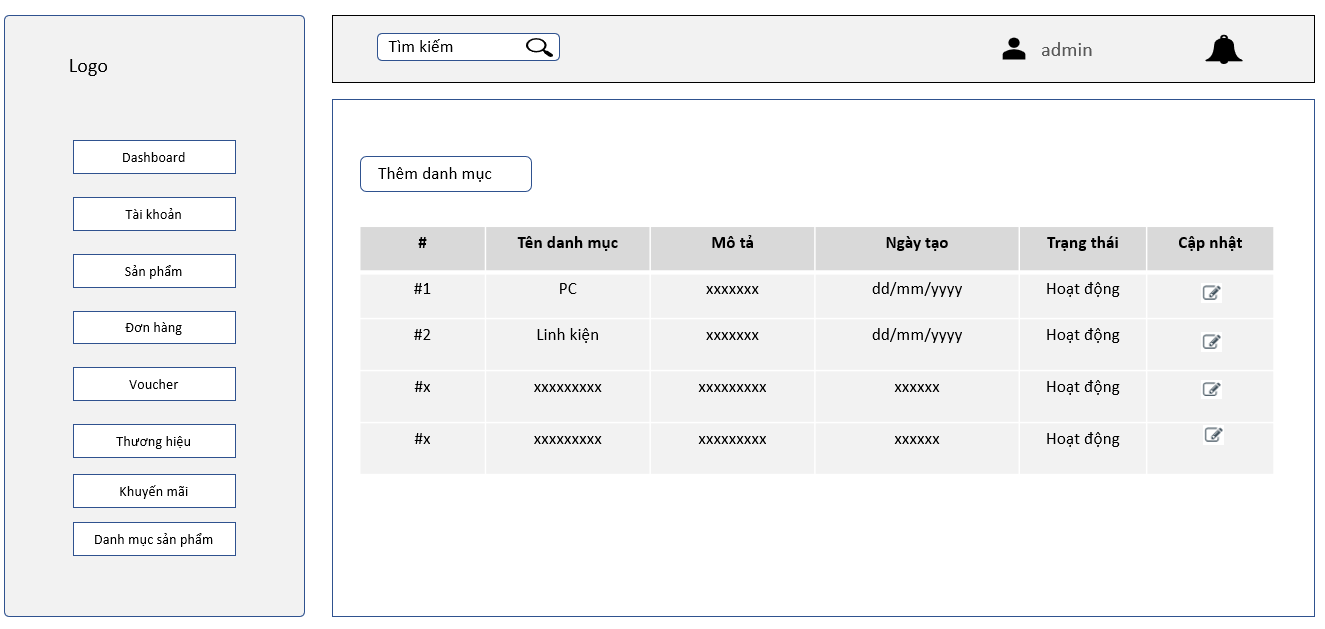 Logo
Dashboard
Tài khoản
Sản phẩm
Đơn hàng
Voucher
Thương hiệu
Khuyến mãi
Danh mục sản phẩm
Tìm kiếm
admin
Thêm danh mục
# Tên danh mục Mô tả Ngày tạo Trạng thái Cập nhật
#1 PC xxxxxxx dd/mm/yyyy Hoạt động
#2 Linh kiện xxxxxxx dd/mm/yyyy Hoạt động
#x xxxxxxxxx xxxxxxxxx xxxxxx Hoạt động
#x xxxxxxxxx xxxxxxxxx xxxxxx Hoạt động